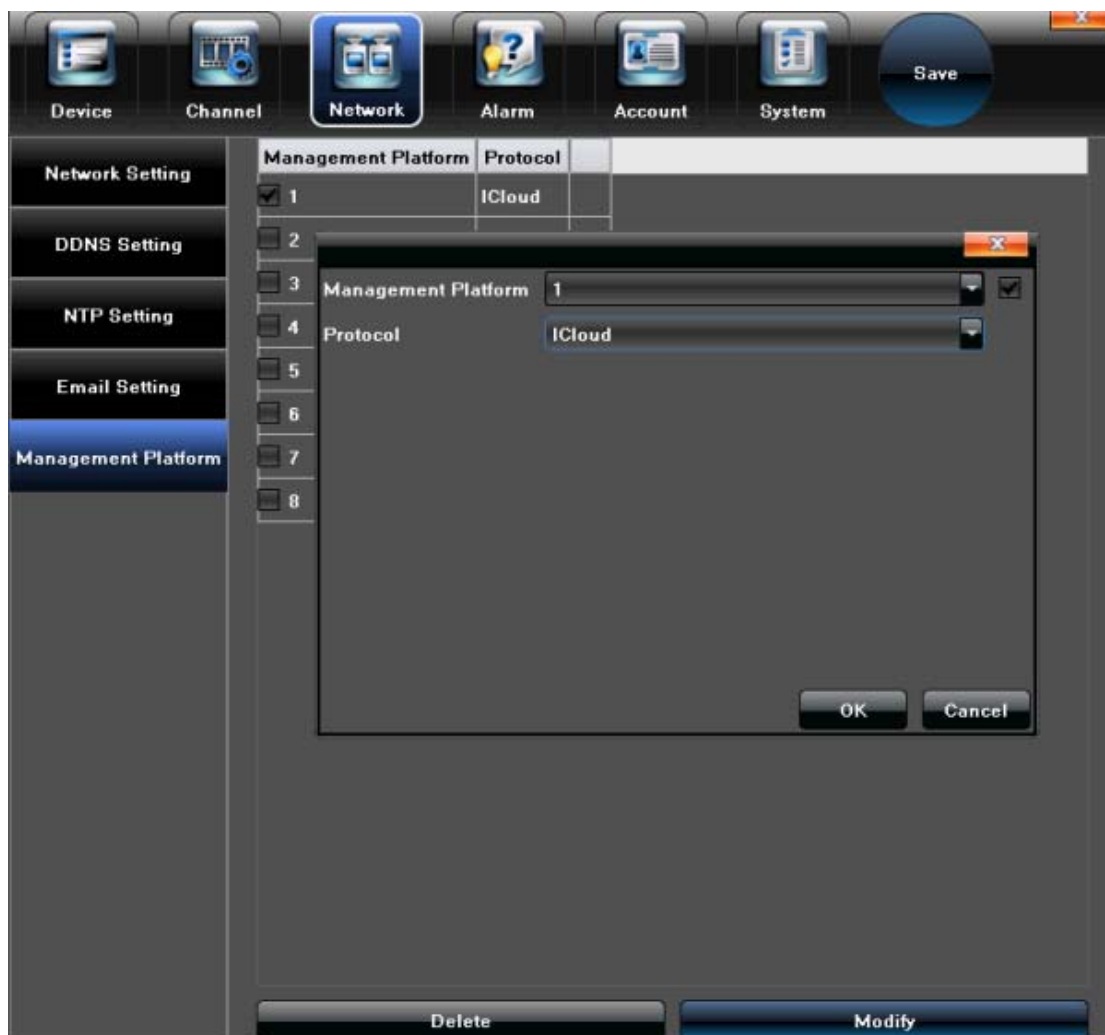 Device Channel Network Alarm Account System Save
Network Setting
DDNS Setting
NTP Setting
Email Setting
Management Platform
Management Platform Protocol
1 ICloud
2
3
4
5
6
7
8
Management Platform 1
Protocol ICloud
OK Cancel
Delete Modify